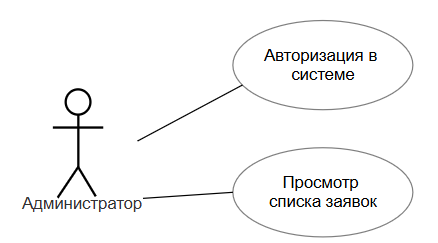 Авторизация в
системе
Администратор
Просмотр
списка заявок